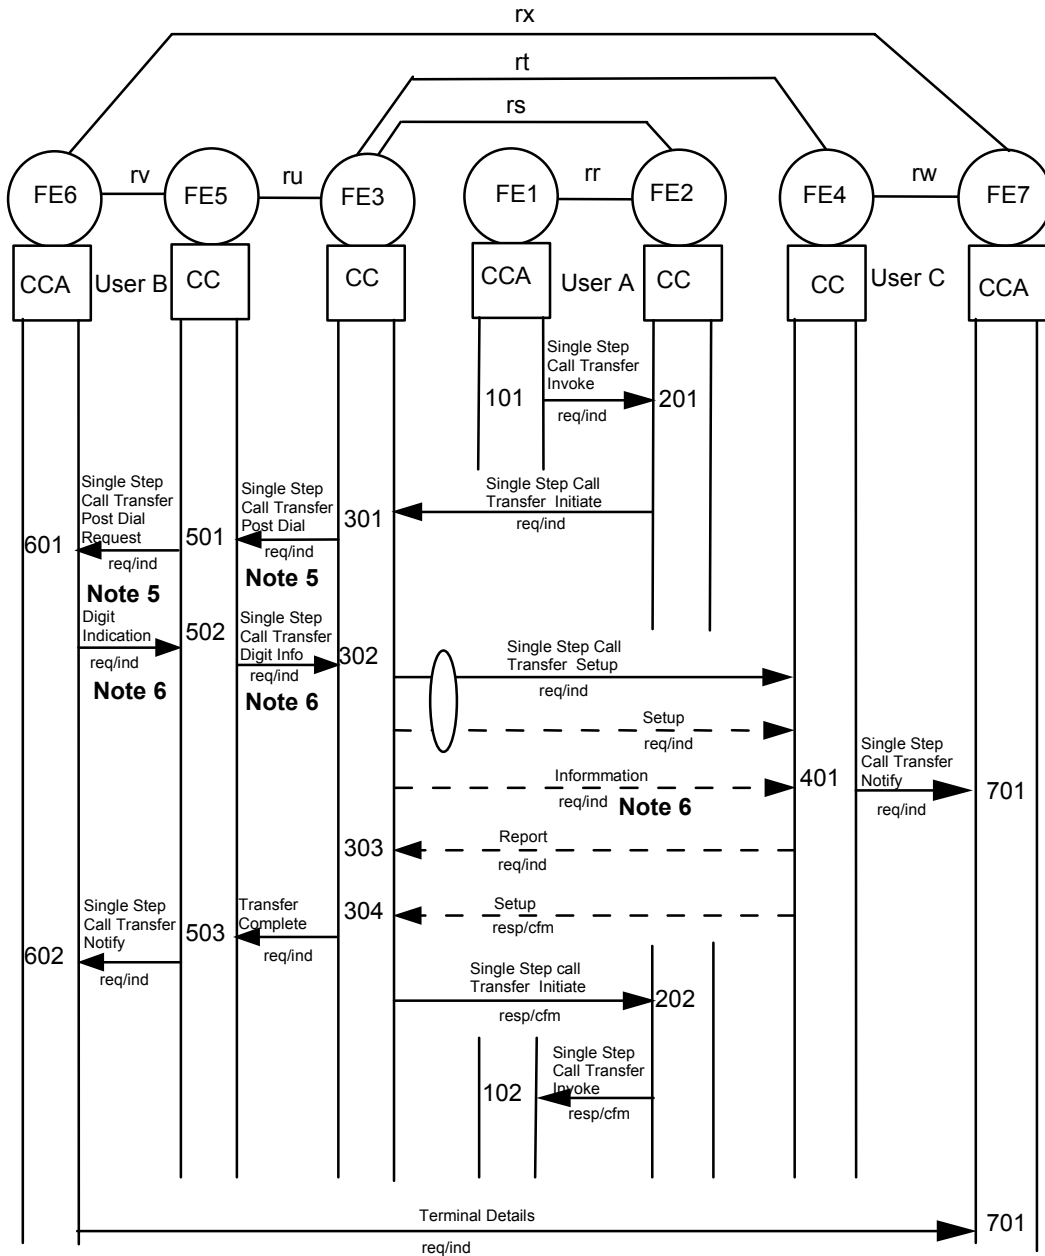 rx
rt
rs
rv
ru
rr
rw
FE6
FE5
FE3
FE1
FE2
FE4
FE7
CCA
User B
CC
CC
CCA
User A
CC
CC
User C
CCA
Single Step
Call Transfer
Invoke
101
201
req/ind
Single Step Call
Transfer Initiate
301
req/ind
Single Step
Call Transfer
Post Dial
Request
601
req/ind
Note 5
Single Step
Call Transfer
Post Dial
501
req/ind
Note 5
Digit
Indication
502
req/ind
Note 6
Single Step
Call Transfer
Digit Info
302
req/ind
Note 6
Single Step Call
Transfer Setup
req/ind
Setup
req/ind
Informmation
req/ind
Note 6
401
Single Step
Call Transfer
Notify
req/ind
701
303
Report
req/ind
304
Setup
resp/cfm
Transfer
Complete
503
req/ind
Single Step
Call Transfer
Notify
602
req/ind
Single Step call
Transfer Initiate
202
resp/cfm
Single Step
Call Transfer
Invoke
102
resp/cfm
Terminal Details
701
req/ind